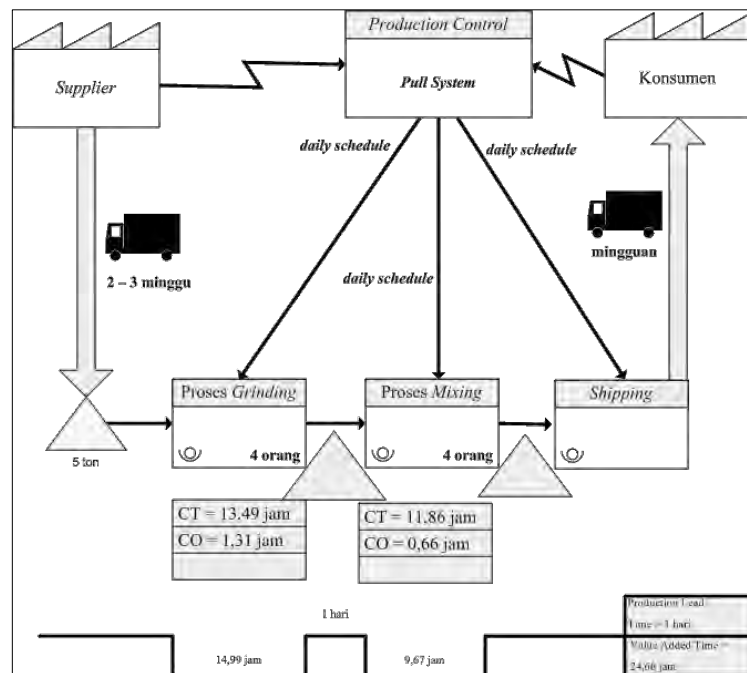 Production Control
Supplier
Pull System
Konsumen
daily schedule
daily schedule
daily schedule
2 – 3 minggu
mingguan
5 ton
Proses Grinding
4 orang
Proses Mixing
4 orang
Shipping
CT = 13,49 jam
CO = 1,31 jam
CT = 11,86 jam
CO = 0,66 jam
1 hari
14,99 jam
9,67 jam
Production Lead
Time = 1 hari
Value Added Time =
24,66 jam